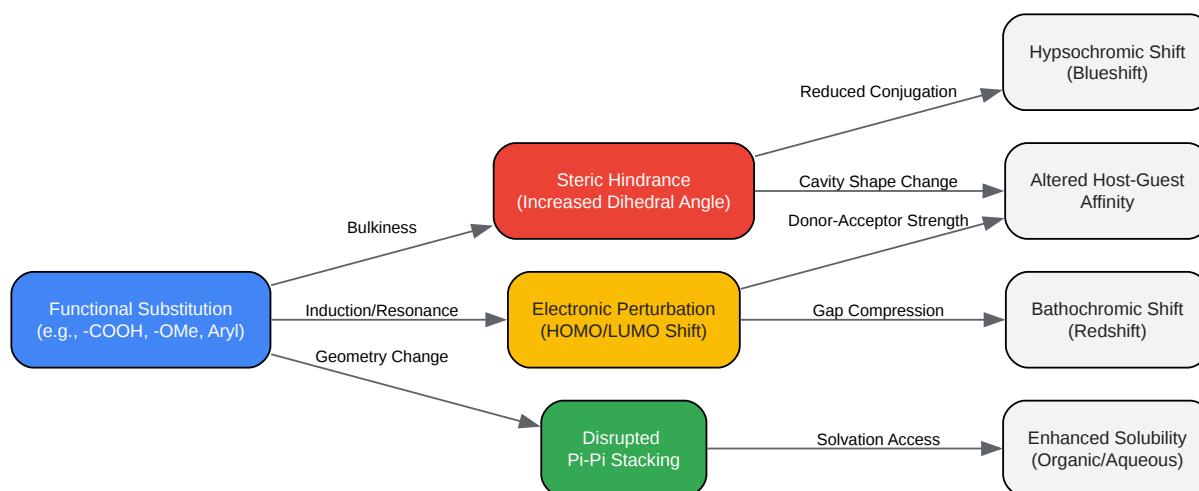 Hypsochromic Shift
(Blueshift)
Reduced Conjugation
Steric Hindrance
(Increased Dihedral Angle)
Cavity Shape Change
Altered Host-Guest
Affinity
Donor-Acceptor Strength
Bulkiness
Functional Substitution
(e.g., -COOH, -OMe, Aryl)
Induction/Resonance
Electronic Perturbation
(HOMO/LUMO Shift)
Gap Compression
Bathochromic Shift
(Redshift)
Geometry Change
Disrupted
Pi-Pi Stacking
Solvation Access
Enhanced Solubility
(Organic/Aqueous)